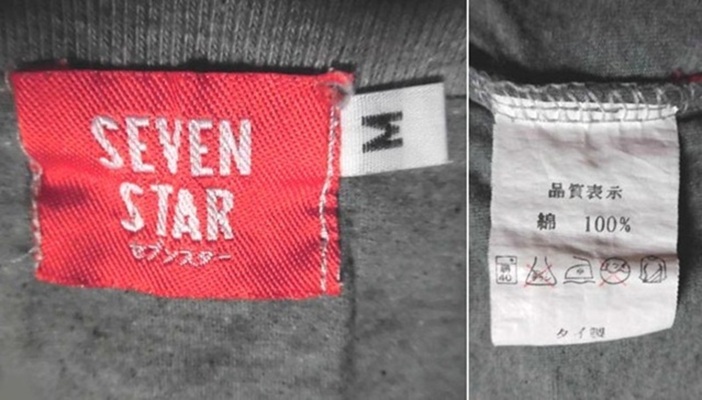 SEVEN
STAR
セブンスター
M
品質表示
綿 100%
40
タイ製